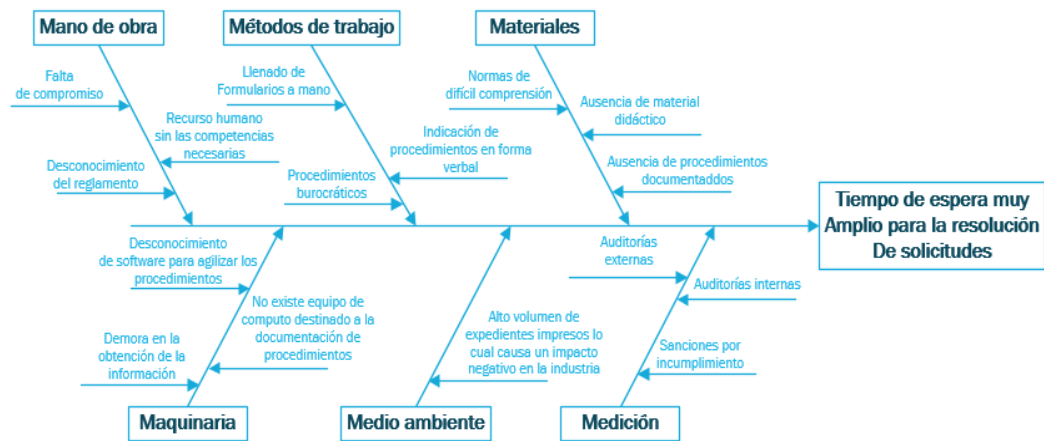 Mano de obra
Métodos de trabajo
Materiales
Falta
de compromiso
Recurso humano
sin las competencias
necesarias
Desconocimiento
del reglamento
Llenado de
Formularios a mano
Indicación de
procedimientos en forma
verbal
Procedimientos
burocráticos
Normas de
difícil comprensión
Ausencia de material
didáctico
Ausencia de procedimientos
documentaddos
Tiempo de espera muy
Amplio para la resolución
De solicitudes
Desconocimiento
de software para agilizar los
procedimientos
No existe equipo de
computo destinado a la
documentación de
procedimientos
Demora en la
obtención de la
información
Alto volumen de
expedientes impresos lo
cual causa un impacto
negativo en la industria
Auditorías
externas
Auditorías internas
Sanciones por
incumplimiento
Maquinaria
Medio ambiente
Medición